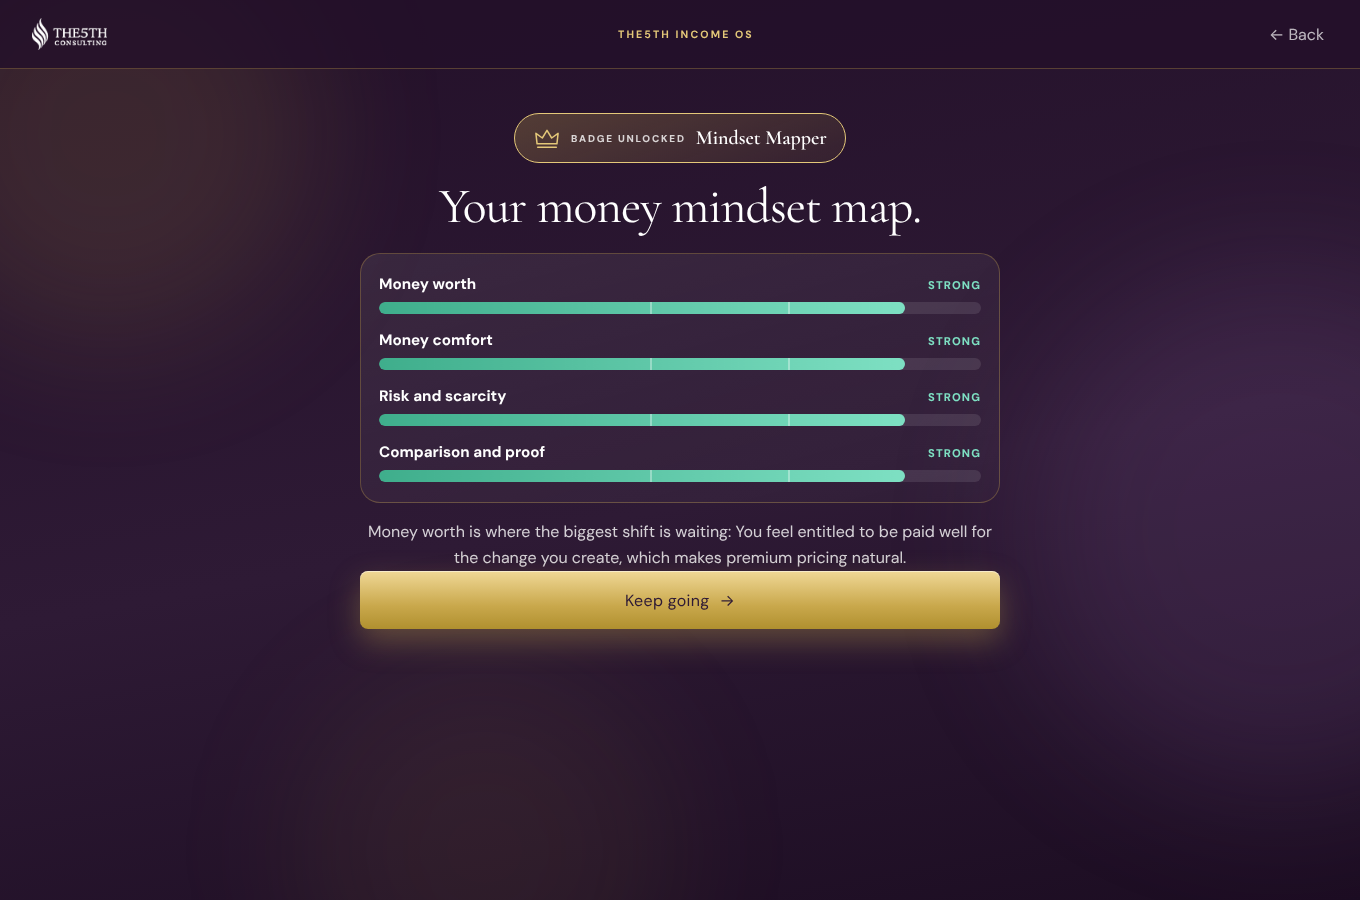 THE5TH
CONSULTING
THE5TH INCOME OS
← Back
BADGE UNLOCKED Mindset Mapper
Your money mindset map.
Money worth STRONG
Money comfort STRONG
Risk and scarcity STRONG
Comparison and proof STRONG
Money worth is where the biggest shift is waiting: You feel entitled to be paid well for
the change you create, which makes premium pricing natural.
Keep going →